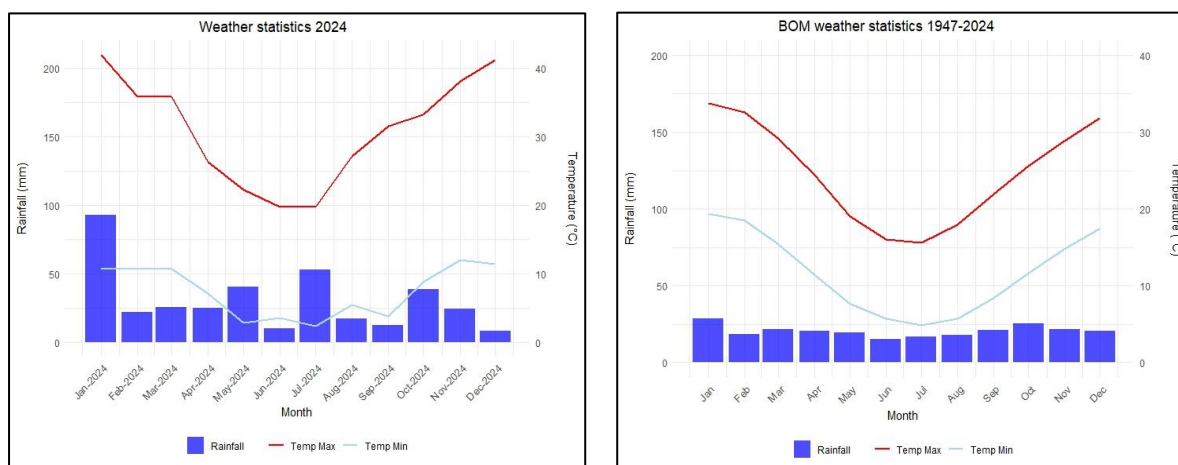 Weather statistics 2024
Rainfall (mm)
200
150
100
50
0
40
30
20
10
0
Temperature (°C)
Jan-2024
Feb-2024
Mar-2024
Apr-2024
May-2024
Jun-2024
Jul-2024
Aug-2024
Sep-2024
Oct-2024
Nov-2024
Dec-2024
Month
Rainfall Temp Max Temp Min
BOM weather statistics 1947-2024
Rainfall (mm)
200
150
100
50
0
40
30
20
10
0
Temperature (°C)
Jan
Feb
Mar
Apr
May
Jun
Jul
Aug
Sep
Oct
Nov
Dec
Month
Rainfall Temp Max Temp Min